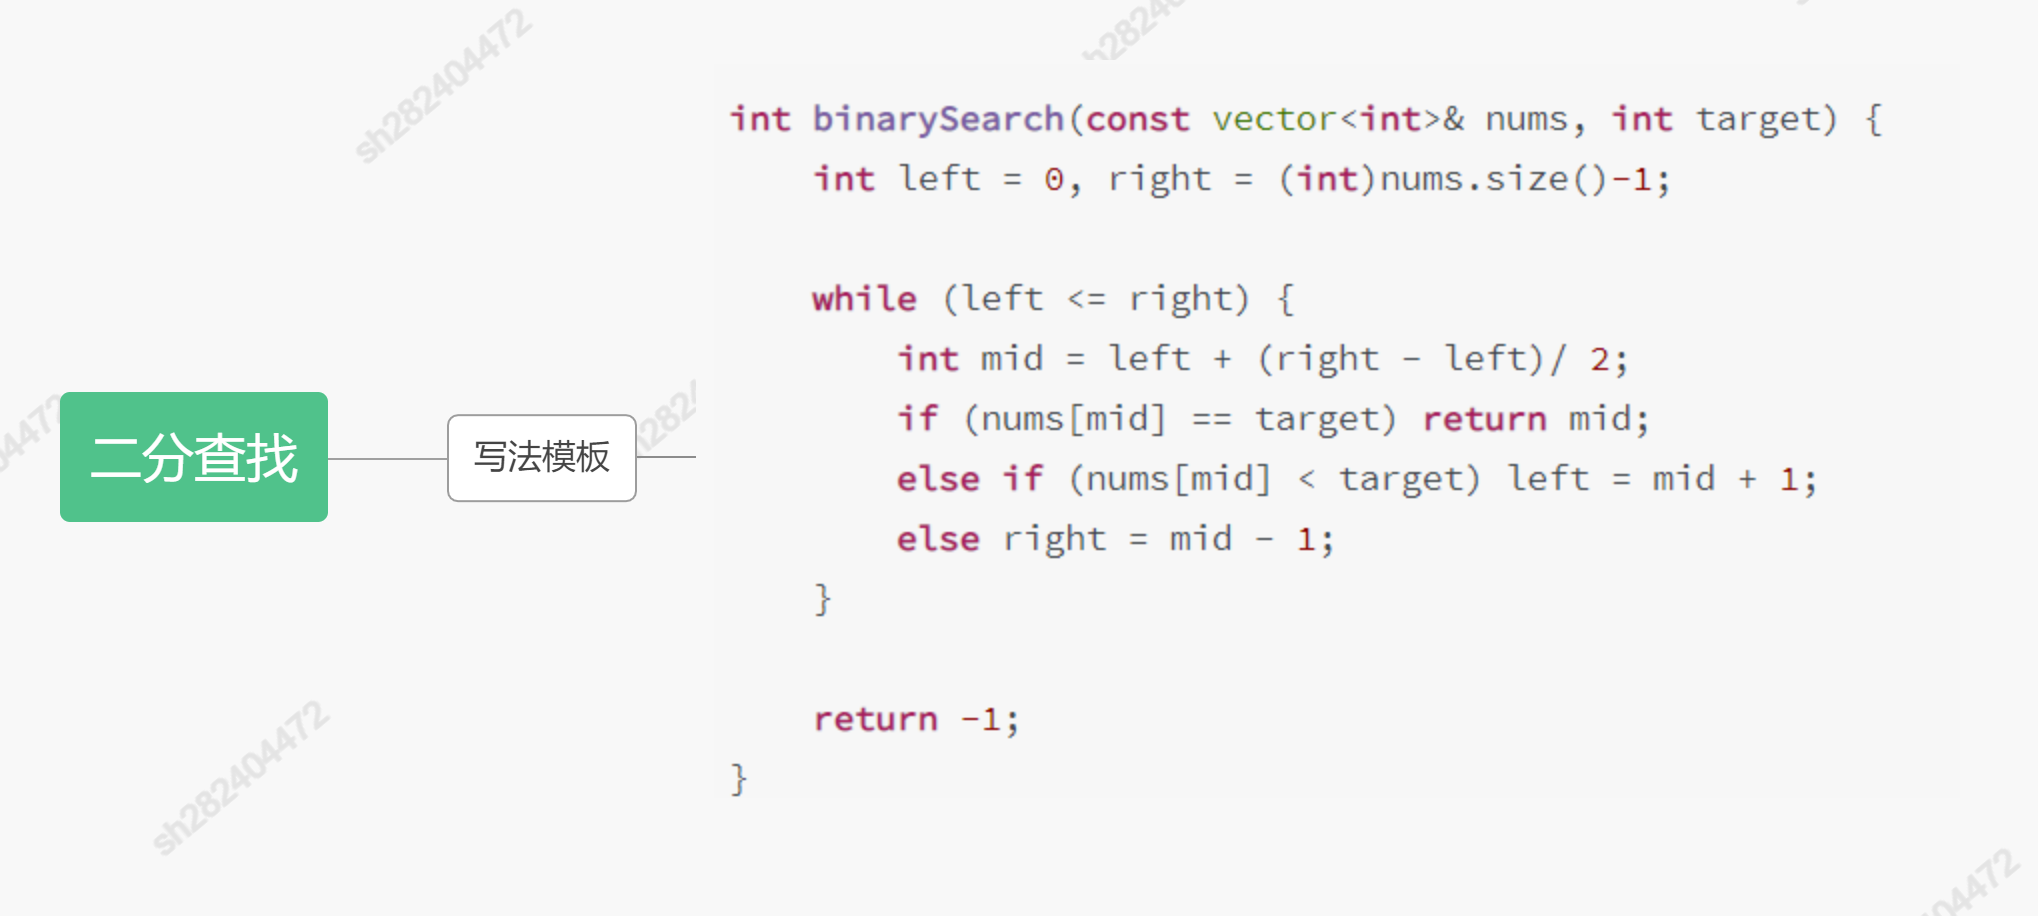 sh282404472
二分查找
写法模板
int binarySearch(const vector<int>& nums, int target) {
    int left = 0, right = (int)nums.size()-1;
    while (left <= right) {
        int mid = left + (right - left)/ 2;
        if (nums[mid] == target) return mid;
        else if (nums[mid] < target) left = mid + 1;
        else right = mid - 1;
    }
    return -1;
}
sh282404472